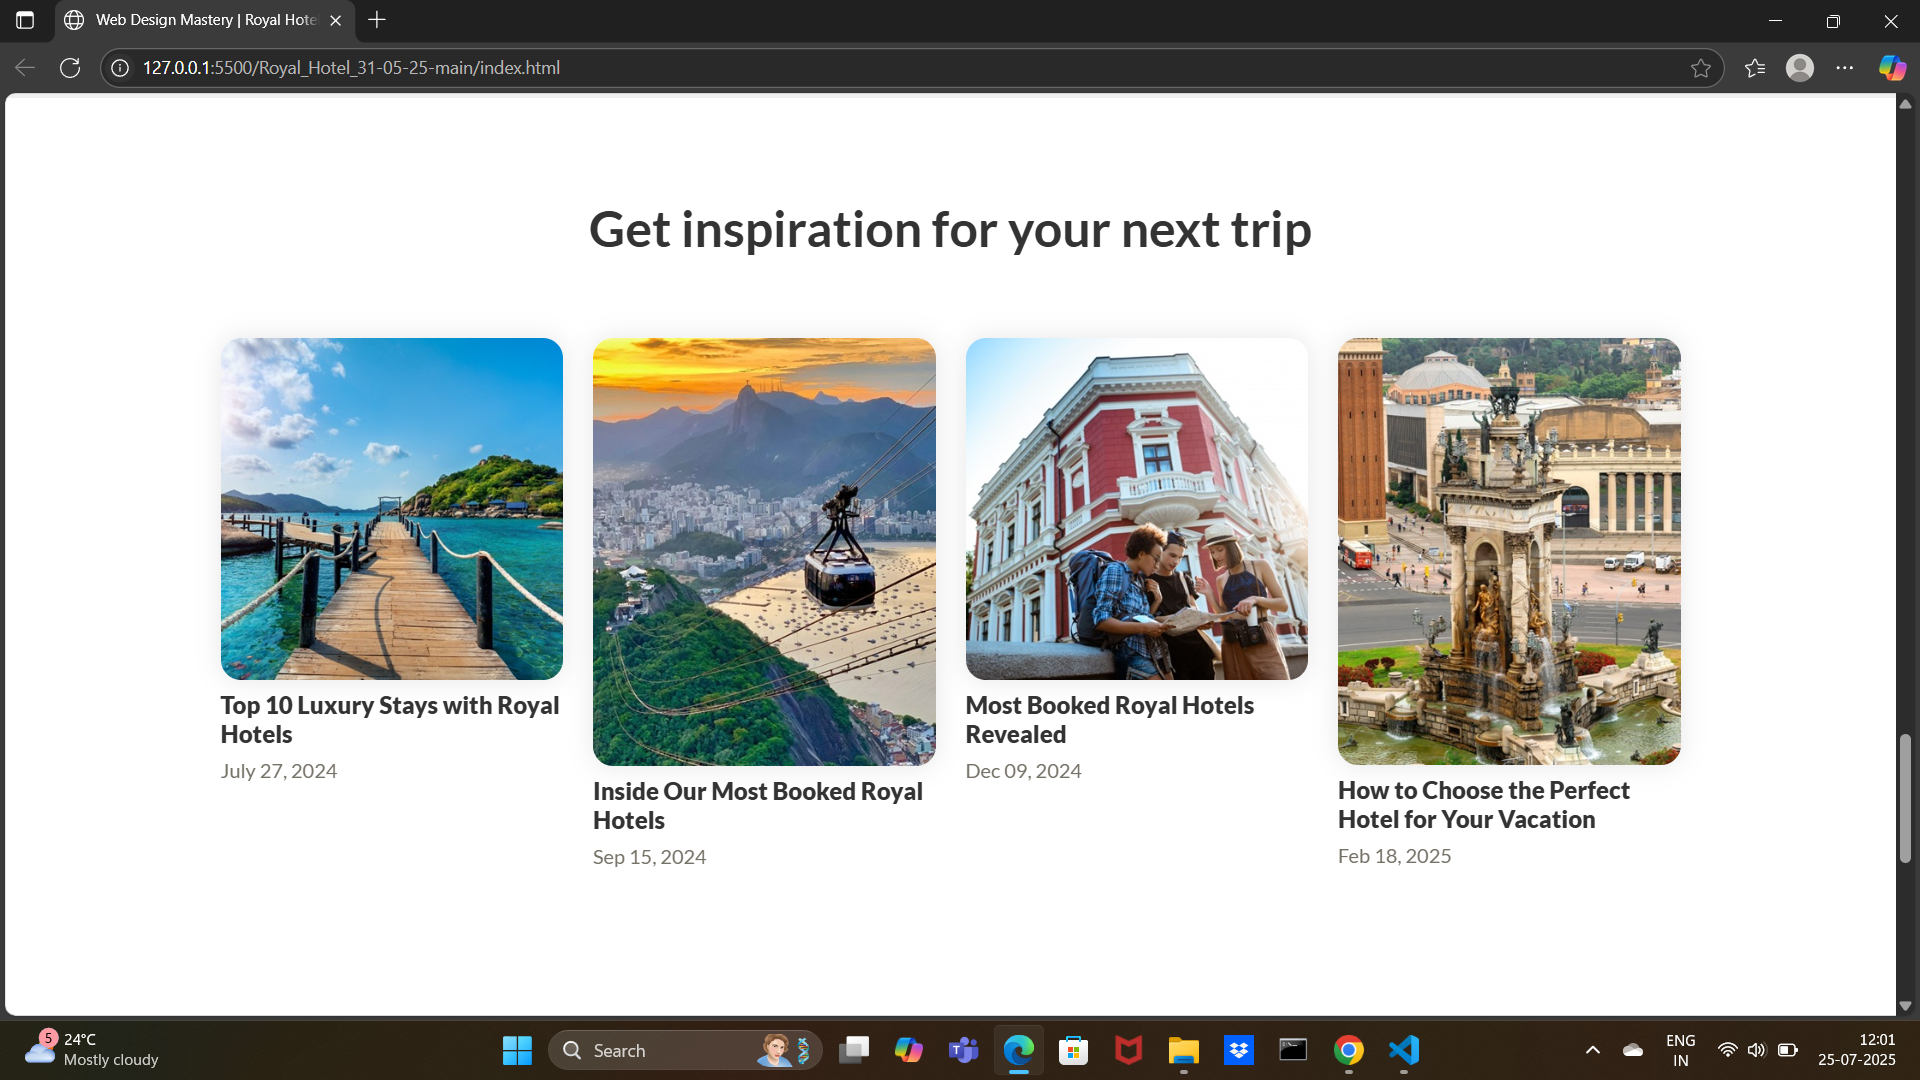 Web Design Mastery | Royal Hote
127.0.0.1:5500/Royal_Hotel_31-05-25-main/index.html
Get inspiration for your next trip
Top 10 Luxury Stays with Royal
Hotels
July 27, 2024
Inside Our Most Booked Royal
Hotels
Sep 15, 2024
Most Booked Royal Hotels
Revealed
Dec 09, 2024
How to Choose the Perfect
Hotel for Your Vacation
Feb 18, 2025
5
24°C
Mostly cloudy
Search
ENG
IN
12:01
25-07-2025